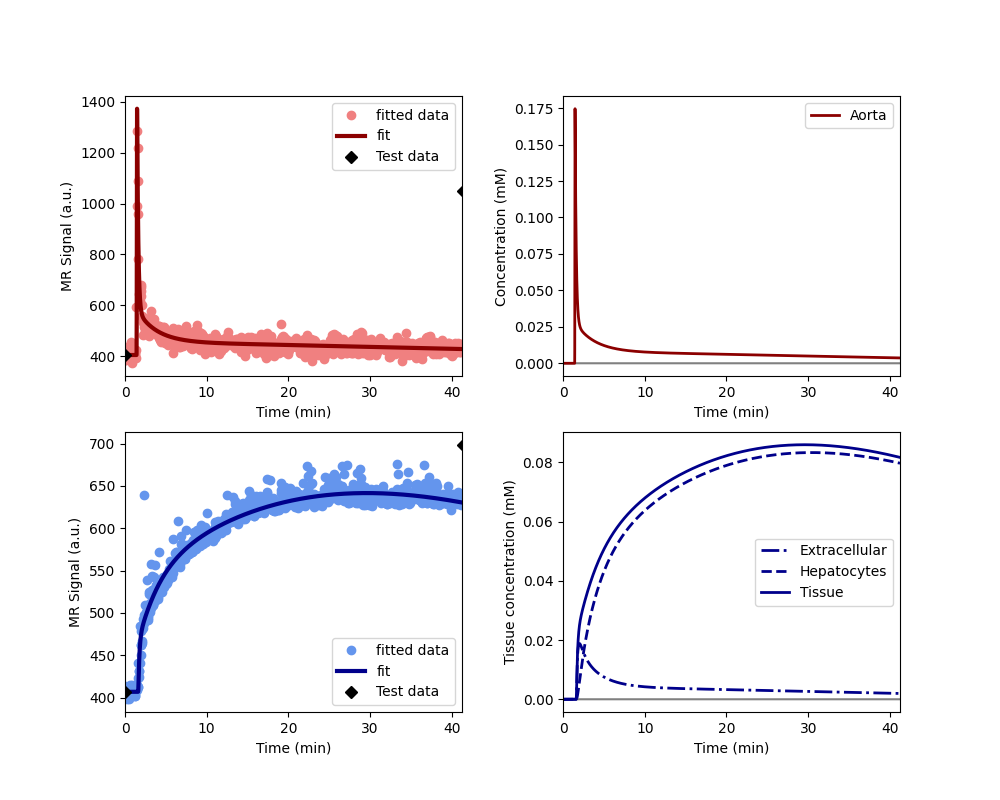 MR Signal (a.u.)
1400
1200
1000
800
600
400
0 10 20 30 40
Time (min)
fitted data
fit
Test data
Concentration (mM)
0.175
0.150
0.125
0.100
0.075
0.050
0.025
0.000
0 10 20 30 40
Time (min)
Aorta
MR Signal (a.u.)
700
650
600
550
500
450
400
0 10 20 30 40
Time (min)
fitted data
fit
Test data
Tissue concentration (mM)
0.08
0.06
0.04
0.02
0.00
0 10 20 30 40
Time (min)
Extracellular
Hepatocytes
Tissue